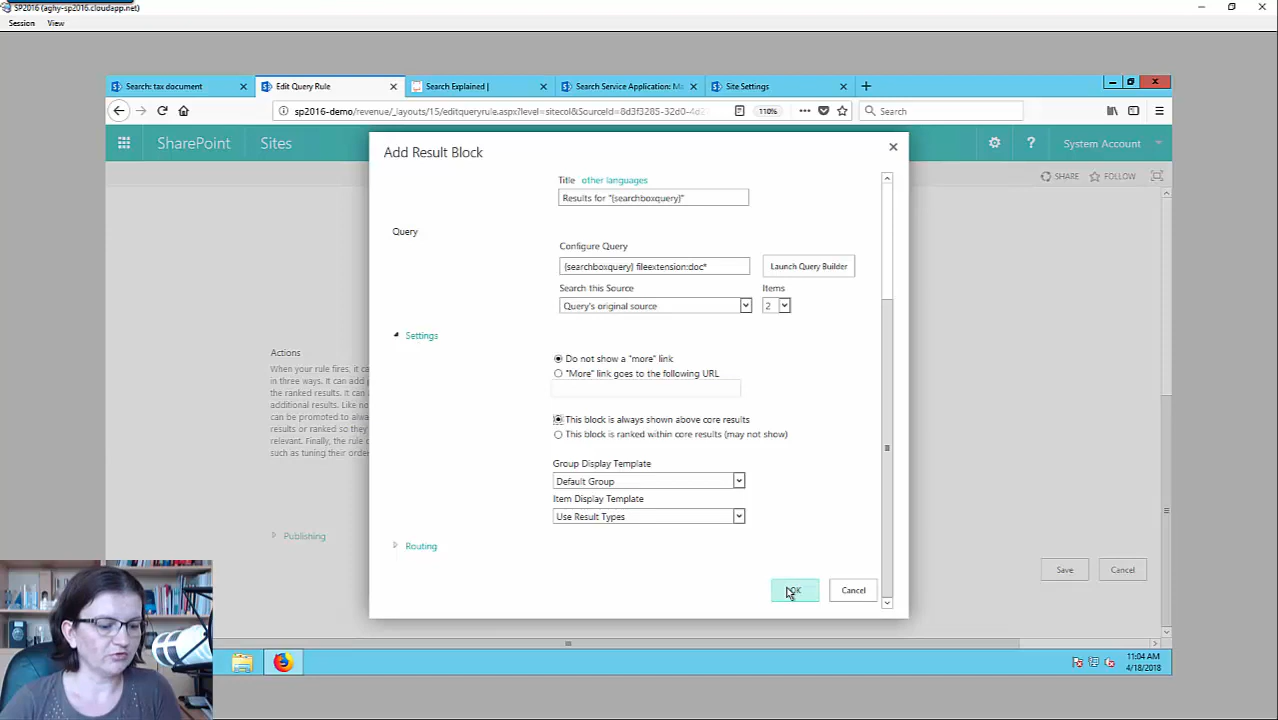 SP2016 (aghy-sp2016.cloudapp.net)
Session View
Search: tax document
Edit Query Rule
Search Explained |
Search Service Application: Ma
Site Settings
sp2016-demo/revenue/_layouts/15/editqueryrule.aspx?level=sitecol&SourceId=8d3f3285-32d0-4d2
110%
Search
SharePoint
Sites
System Account
SHARE
FOLLOW
Add Result Block
Title other languages
Results for "{searchboxquery}"
Query
Configure Query
{searchboxquery} fileextension:doc*
Launch Query Builder
Search this Source
Items
Query's original source
2
Settings
Do not show a "more" link
"More" link goes to the following URL
This block is always shown above core results
This block is ranked within core results (may not show)
Group Display Template
Default Group
Item Display Template
Use Result Types
Routing
OK
Cancel
Actions
When your rule fires, it can
in three ways. It can add
the ranked results. It can a
additional results. Like no
can be promoted to alwa
results or ranked so they
relevant. Finally, the rule c
such as tuning their order
Publishing
Save
Cancel
11:04 AM
4/18/2018